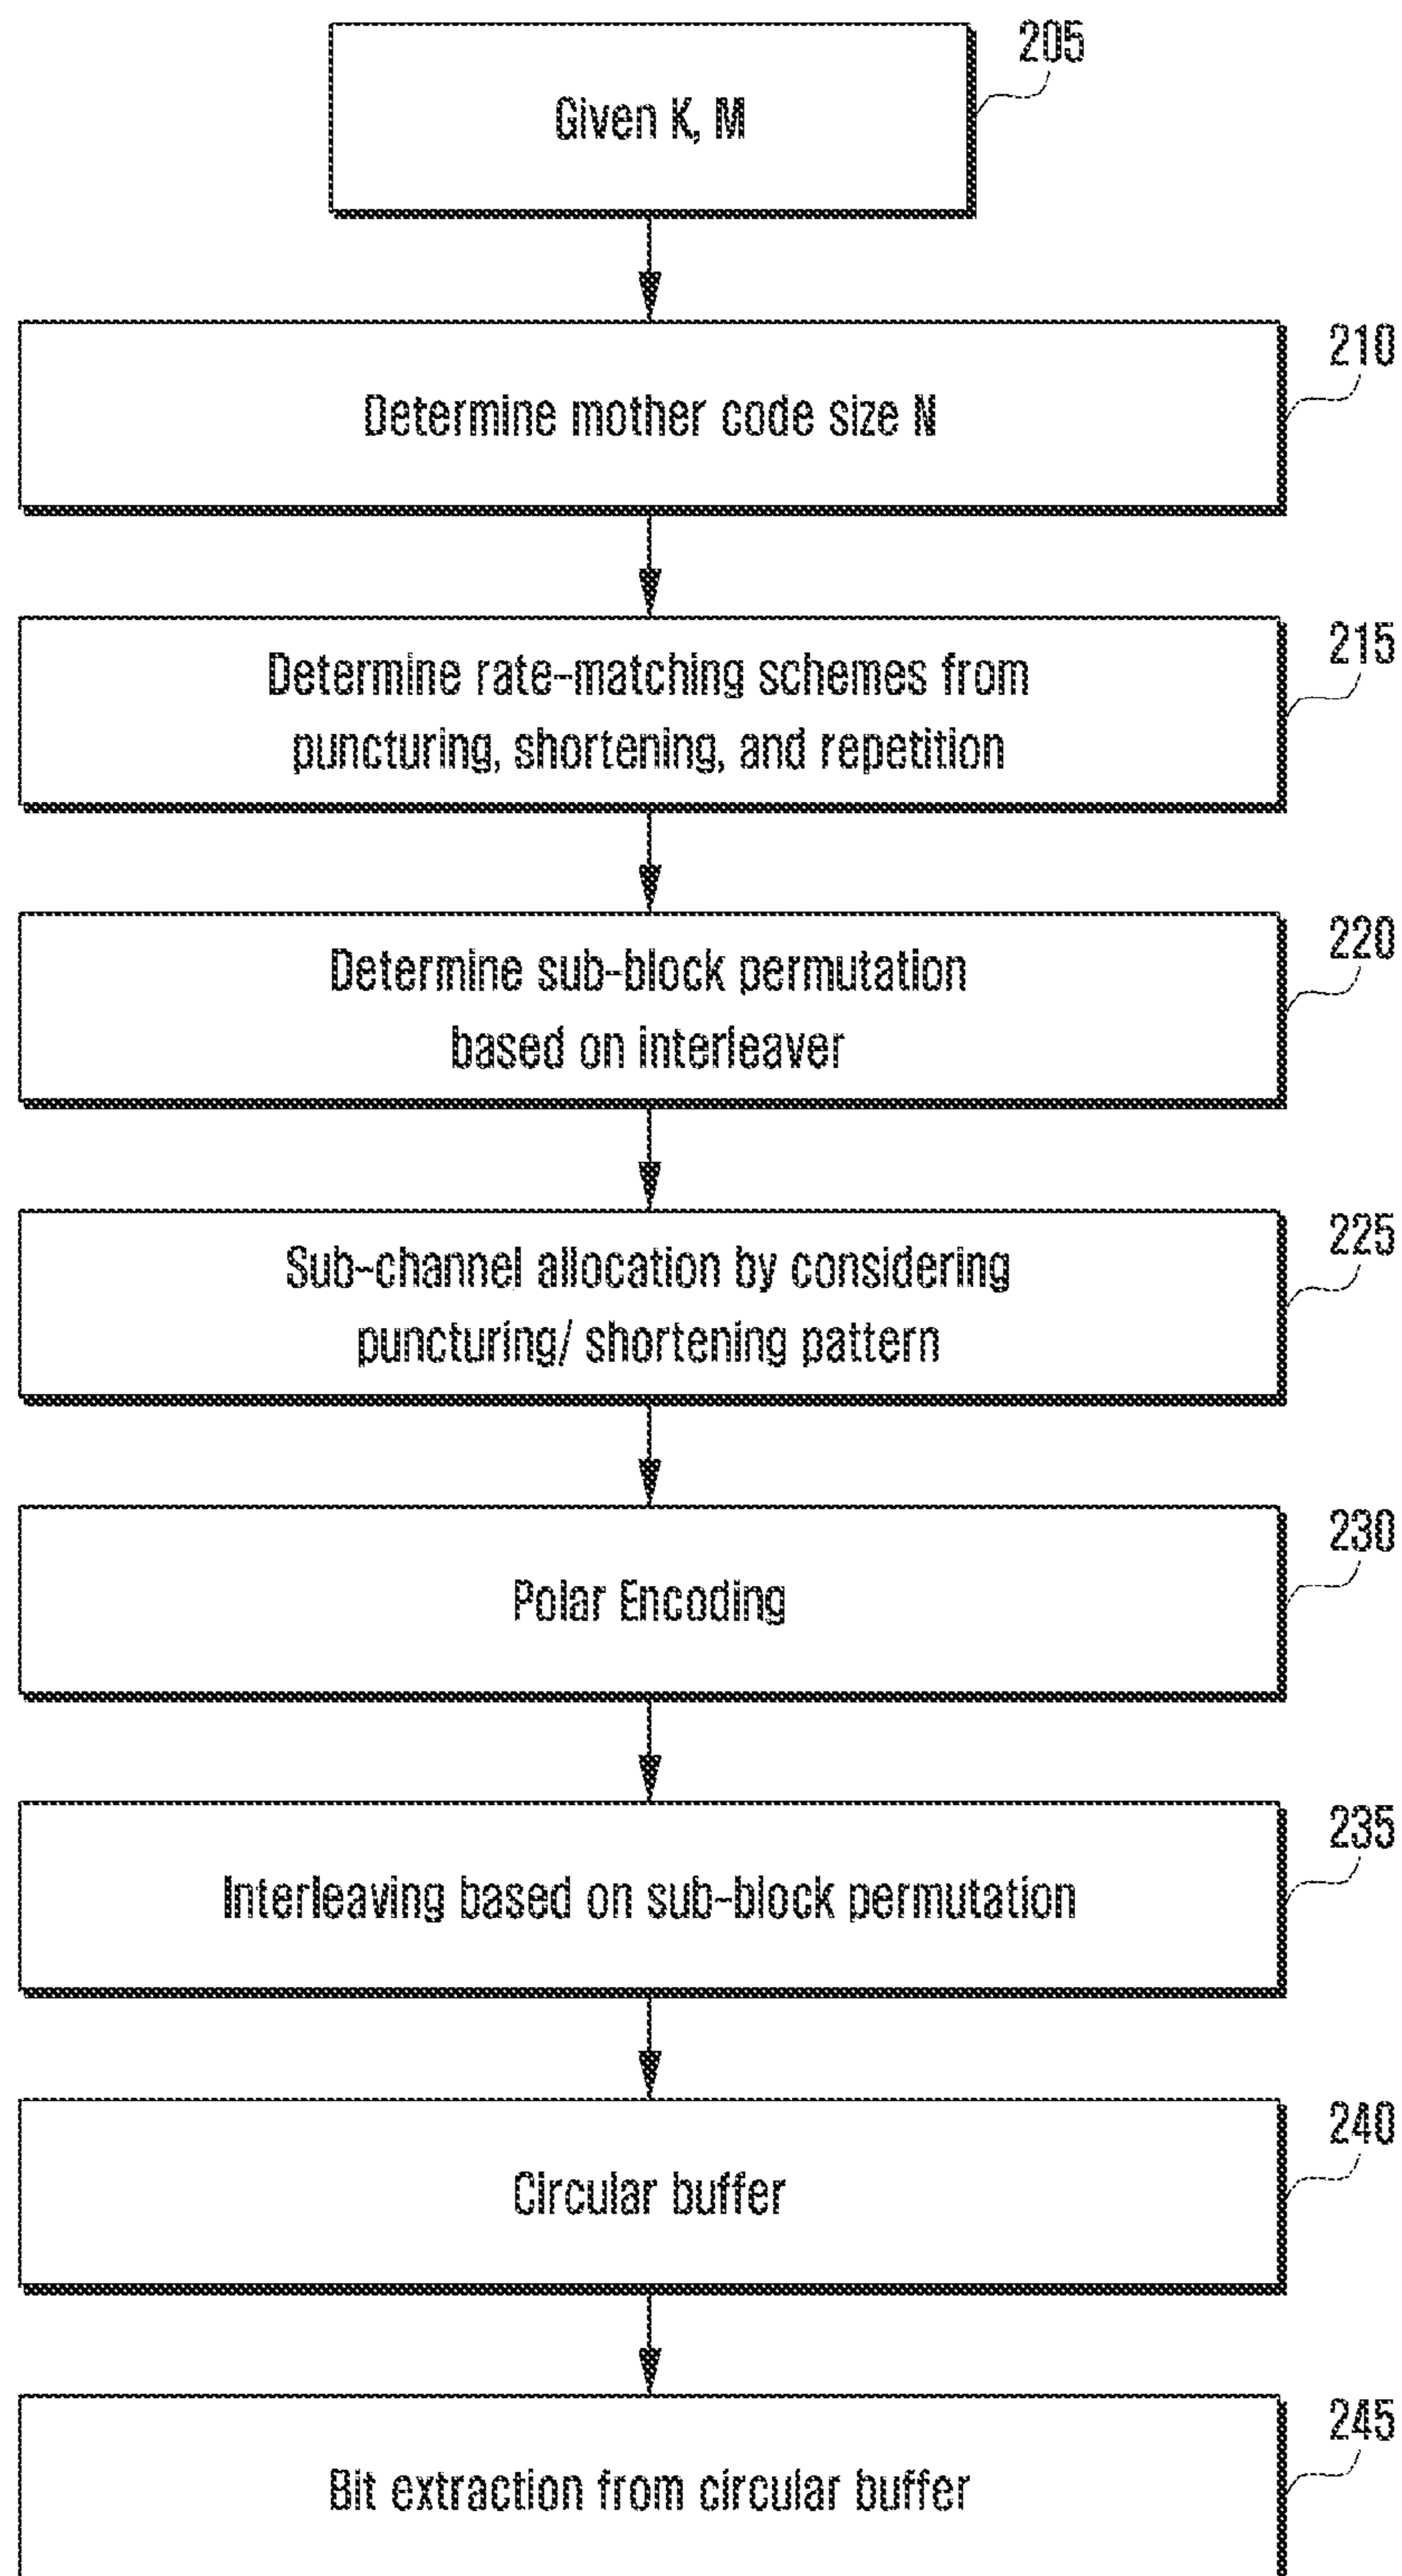 Given K, M
205
Determine mother code size N
210
Determine rate-matching schemes from
puncturing, shortening, and repetition
215
Determine sub-block permutation
based on interleaver
220
Sub-channel allocation by considering
puncturing/ shortening pattern
225
Polar Encoding
230
Interleaving based on sub-block permutation
235
Circular buffer
240
Bit extraction from circular buffer
245